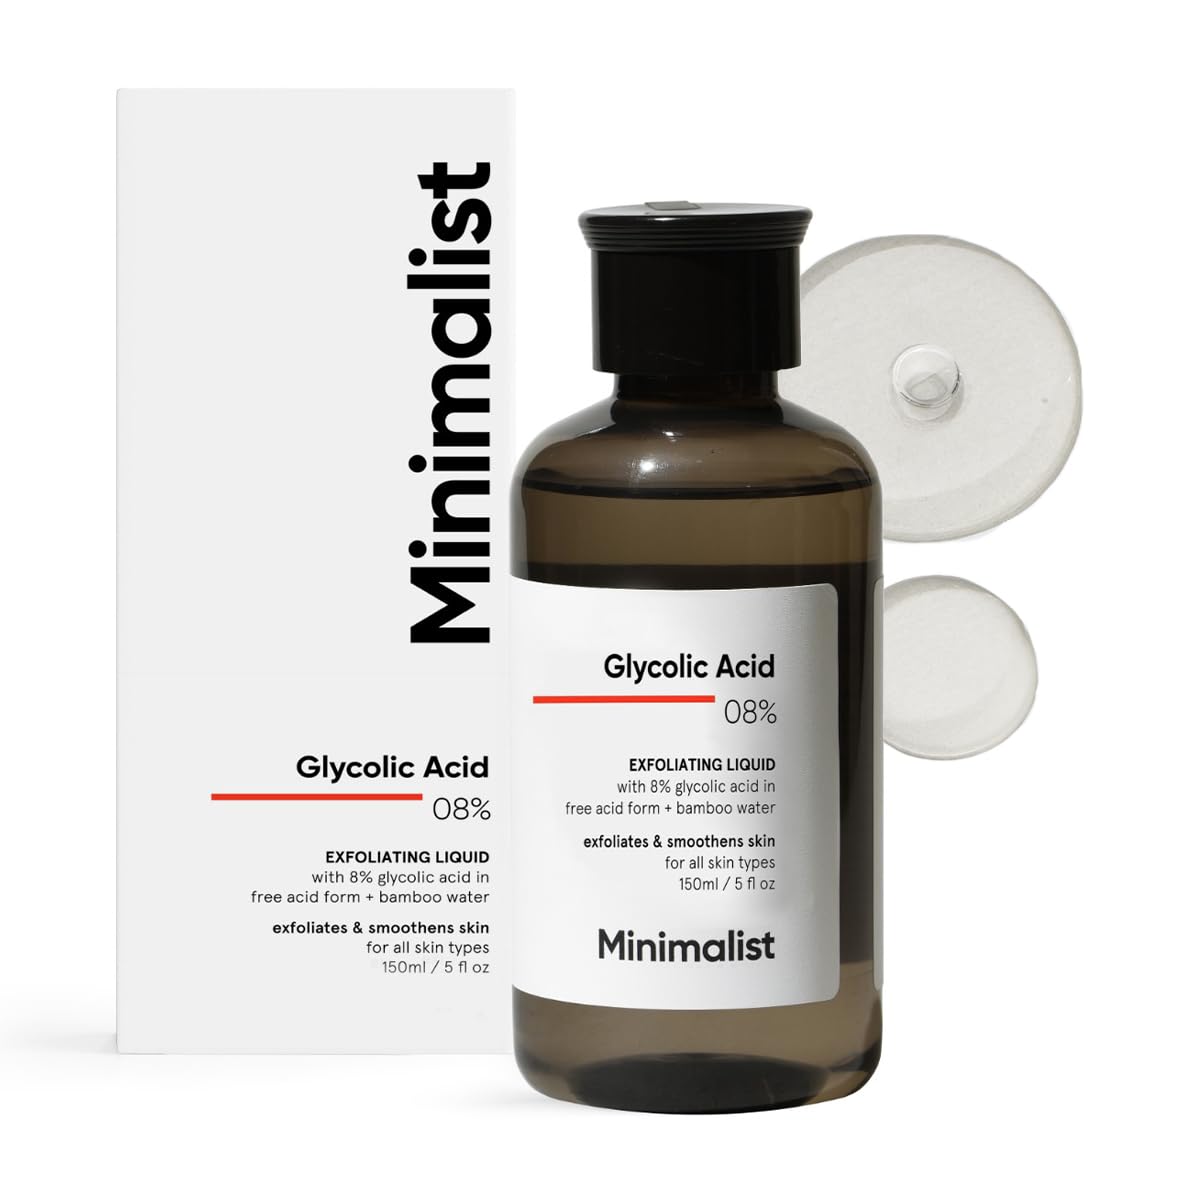 Minimalist
Glycolic Acid
08%
EXFOLIATING LIQUID
with 8% glycolic acid in
free acid form + bamboo water
exfoliates & smoothens skin
for all skin types
150ml / 5 fl oz
Glycolic Acid
08%
EXFOLIATING LIQUID
with 8% glycolic acid in
free acid form + bamboo water
exfoliates & smoothens skin
for all skin types
150ml / 5 fl oz
Minimalist